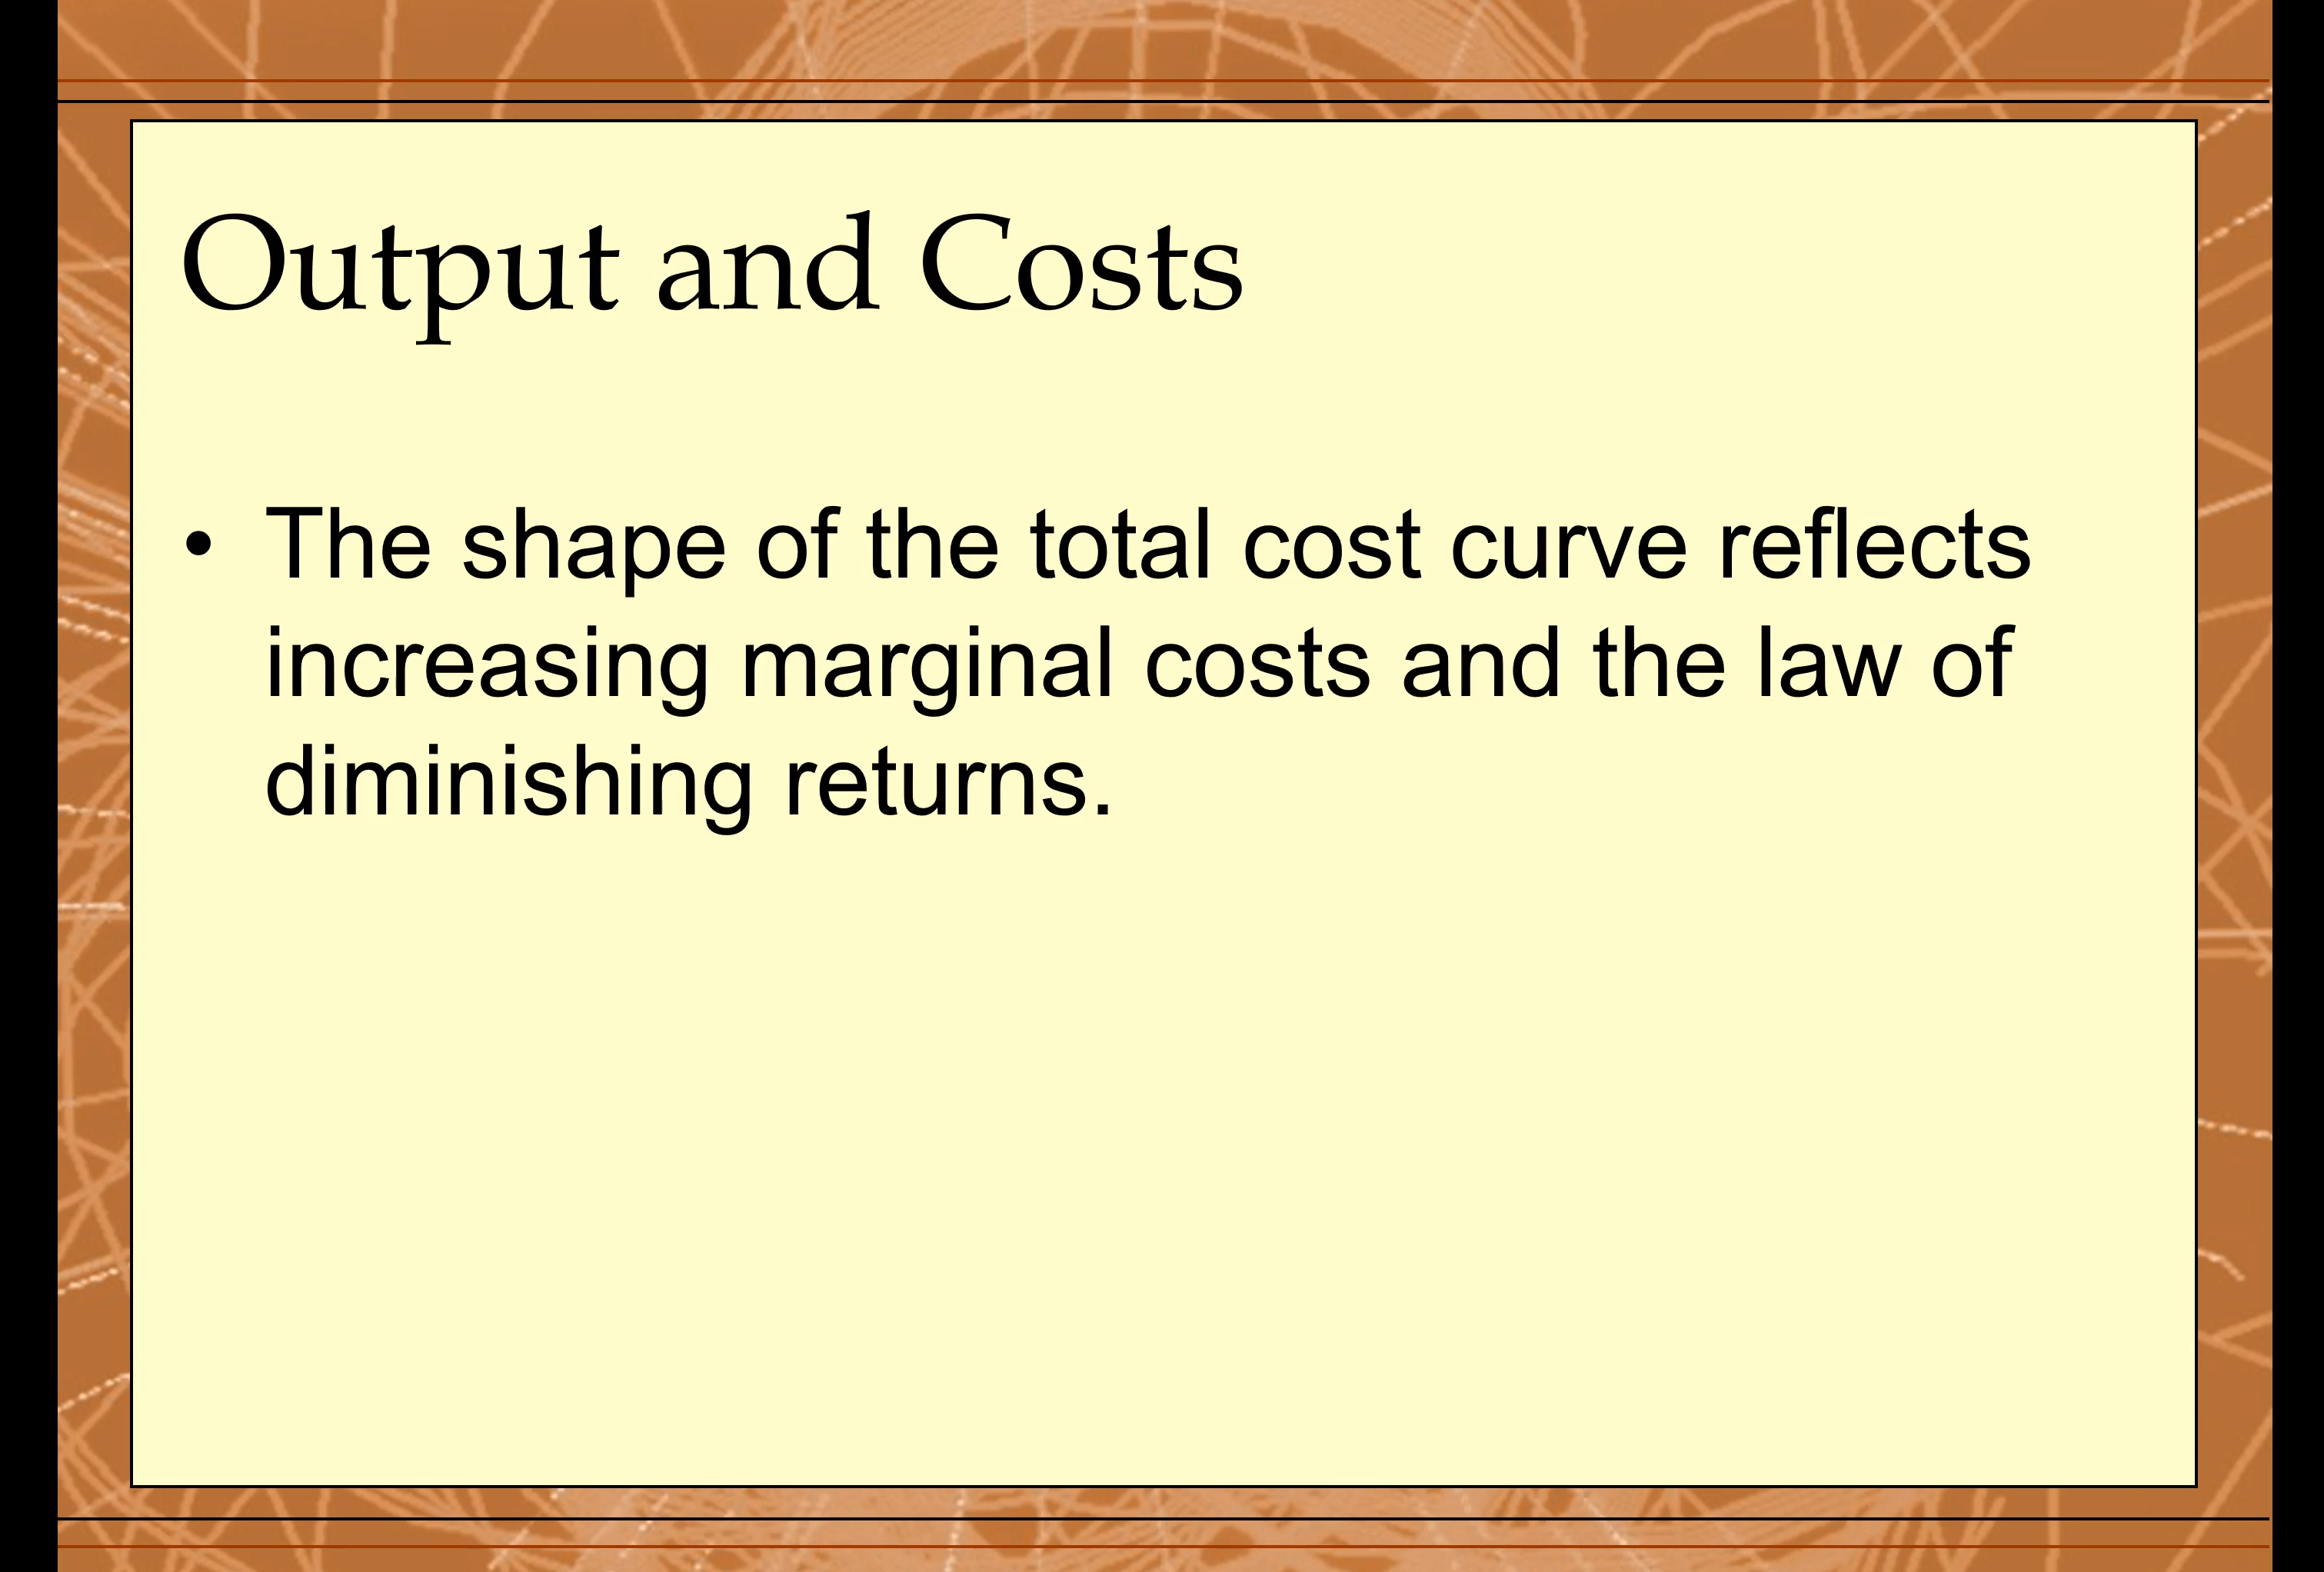 Output and Costs
• The shape of the total cost curve reflects
increasing marginal costs and the law of
diminishing returns.